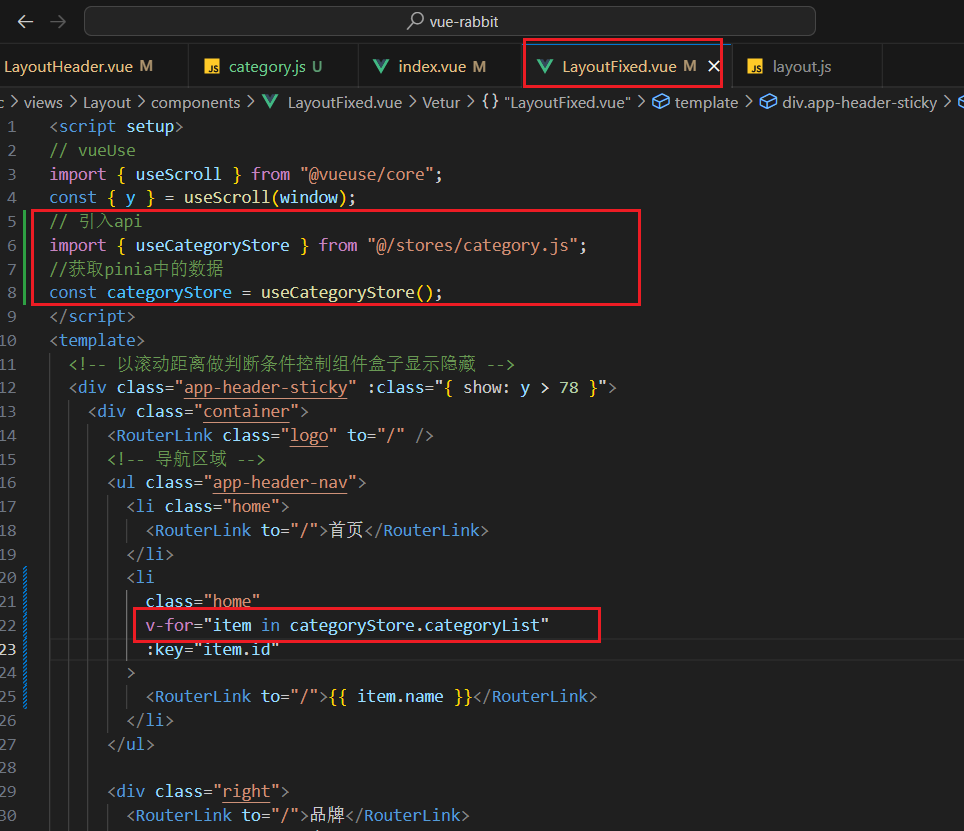 vue-rabbit
LayoutHeader.vue M
JS category.js U
index.vue M
LayoutFixed.vue M
JS layout.js
c > views > Layout > components > LayoutFixed.vue > Vetur > {} "LayoutFixed.vue" > template > div.app-header-sticky >
1 <script setup>
2 // vueUse
3 import { useScroll } from "@vueuse/core";
4 const { y } = useScroll(window);
5 // 引入api
6 import { useCategoryStore } from "@/stores/category.js";
7 //获取pinia中的数据
8 const categoryStore = useCategoryStore();
9 </script>
10 <template>
11 <!-- 以滚动距离做判断条件控制组件盒子显示隐藏 -->
12 <div class="app-header-sticky" :class="{ show: y > 78 }">
13 <div class="container">
14 <RouterLink class="logo" to="/" />
15 <!-- 导航区域 -->
16 <ul class="app-header-nav">
17 <li class="home">
18 <RouterLink to="/">首页</RouterLink>
19 </li>
20 <li
21 class="home"
22 v-for="item in categoryStore.categoryList"
23 :key="item.id"
24 >
25 <RouterLink to="/">{{ item.name }}</RouterLink>
26 </li>
27 </ul>
28
29 <div class="right">
30 <RouterLink to="/">品牌</RouterLink>